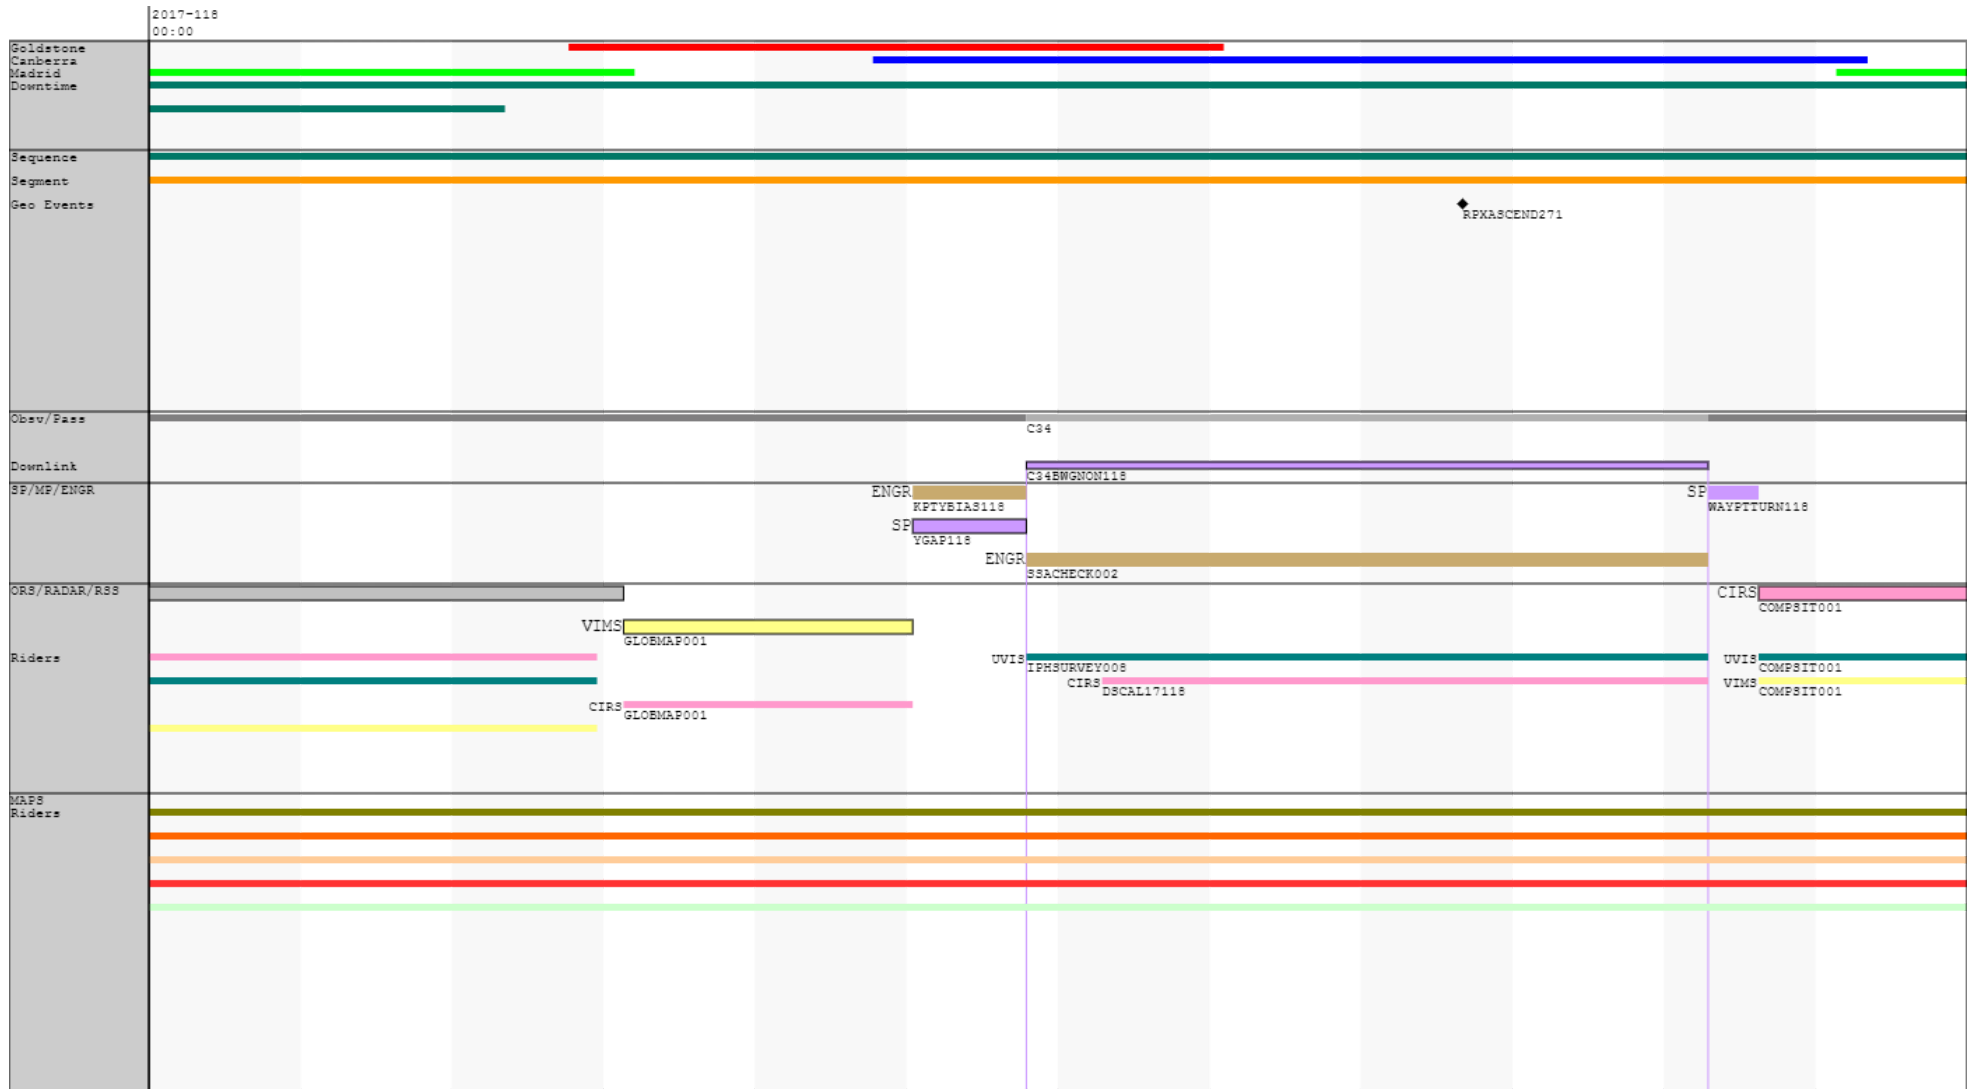 2017-118
00:00
Goldstone
Canberra
Madrid
Downtime
Sequence
Segment
Geo Events
RPXASCEND271
Obsv/Pass
C34
Downlink
C34BWGNON118
SP/MP/ENGR
ENGR
SP
KPTYBIAS118
WAYPTTURN118
SP
YGAP118
ENGR
SSACHECK002
ORS/RADAR/RSS
CIRS
COMPSIT001
VIMS
GLOBMAP001
Riders
UVIS
IPHSURVEY008
UVIS
COMPSIT001
CIRS
DSCAL17118
VIMS
COMPSIT001
CIRS
GLOBMAP001
MAPS
Riders